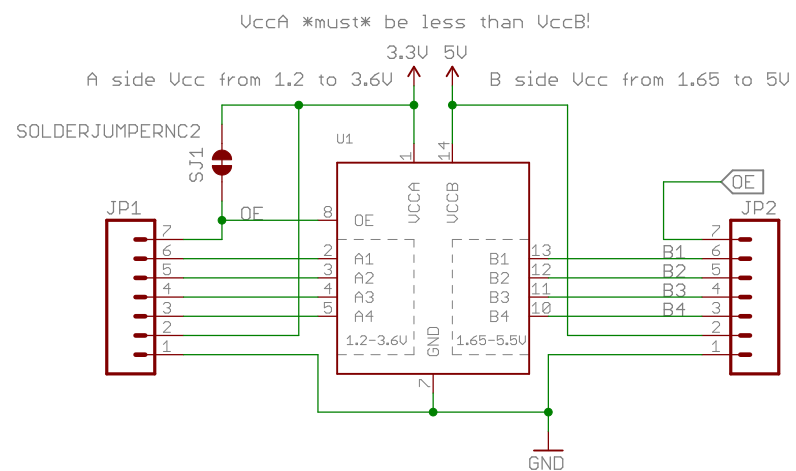 VccA *must* be less than VccB!
3.3V 5V
A side Vcc from 1.2 to 3.6V
B side Vcc from 1.65 to 5V
SOLDERJUMPERNC2
SJ1
U1
1
14
VCCA
VCCB
OE
JP1
OE
8
OE
JP2
7
6
5
4
3
2
1
2
3
4
5
A1
A2
A3
A4
1.2-3.6V
GND
7
B1
B2
B3
B4
1.65-5.5V
13
12
11
10
B1
B2
B3
B4
7
6
5
4
3
2
1
GND